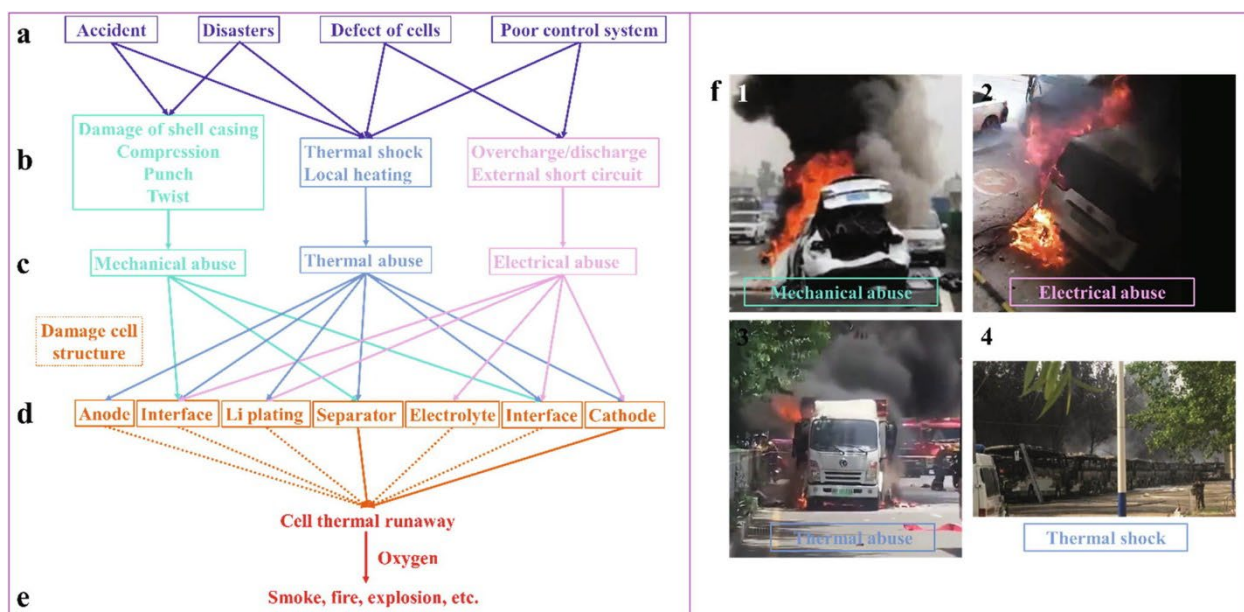 a
Accident
Disasters
Defect of cells
Poor control system
b
Damage of shell casing
Compression
Punch
Twist
Thermal shock
Local heating
Overcharge/discharge
External short circuit
c
Mechanical abuse
Thermal abuse
Electrical abuse
Damage cell
structure
d
Anode
Interface
Li plating
Separator
Electrolyte
Interface
Cathode
Cell thermal runaway
Oxygen
e
Smoke, fire, explosion, etc.
f
1
Mechanical abuse
2
Electrical abuse
3
Thermal abuse
4
Thermal shock